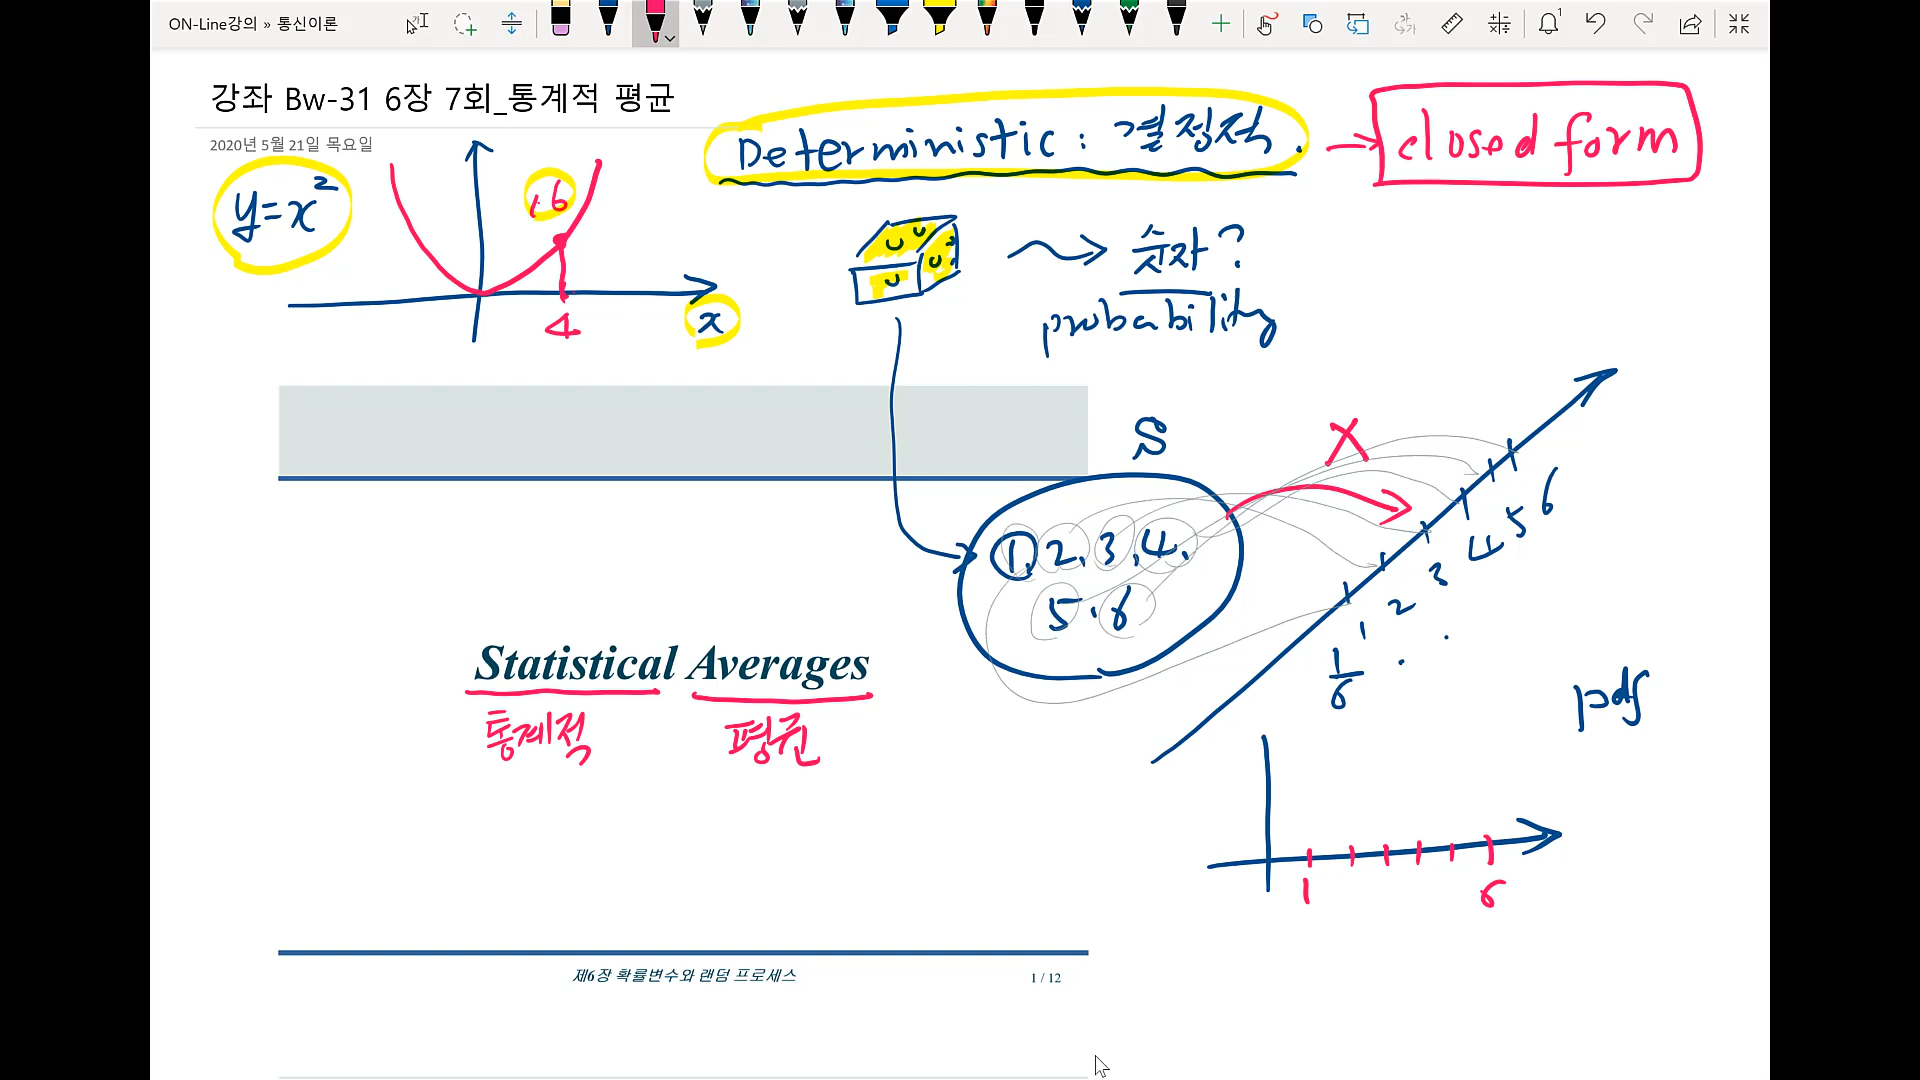 ON-Line강의 » 통신이론
강좌 Bw-31 6장 7회_통계적 평균
2020년 5월 21일 목요일
Deterministic : 결정적.
closed form
y=x²
16
4
x
숫자?
probability
S
X
1, 2, 3, 4,
5, 6
1 2 3 4 5 6
1/6
Statistical Averages
통계적 평균
pdf
1 6
제6장 확률변수와 랜덤 프로세스
1 / 12